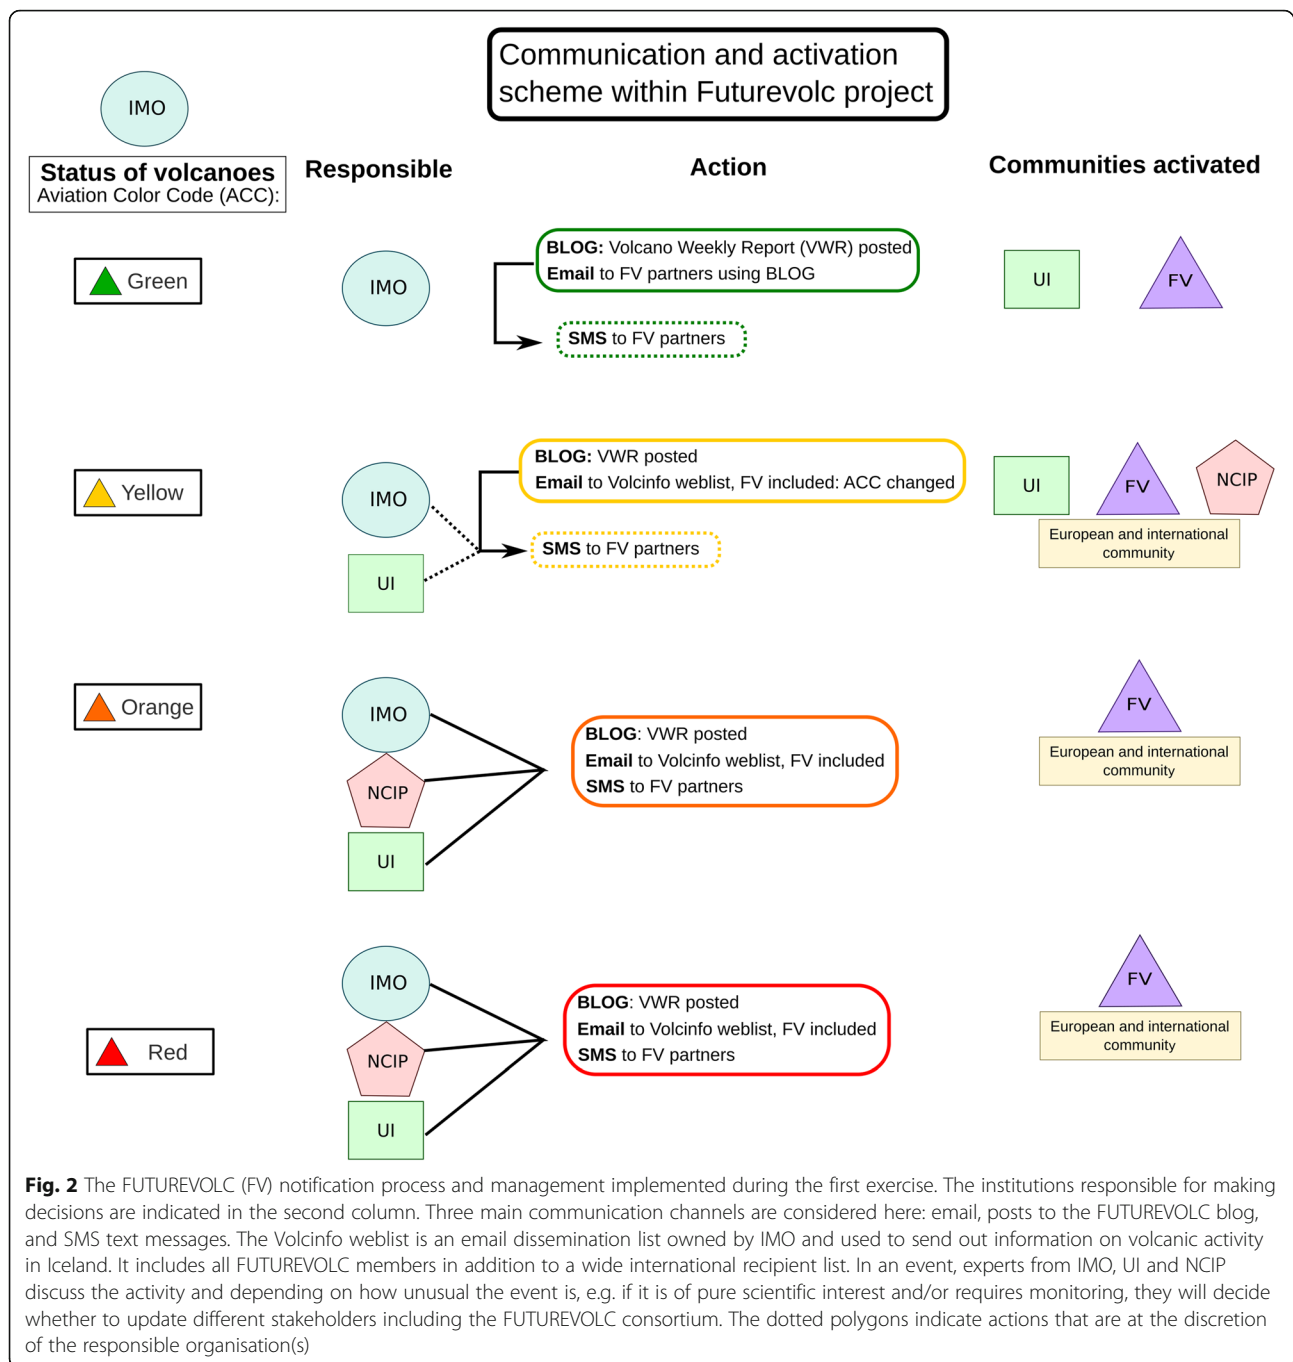 Communication and activation
scheme within Futurevolc project
IMO
Status of volcanoes
Aviation Color Code (ACC):
Responsible
Action
Communities activated
Green
IMO
BLOG: Volcano Weekly Report (VWR) posted
Email to FV partners using BLOG
SMS to FV partners
UI
FV
Yellow
IMO
UI
BLOG: VWR posted
Email to Volcinfo weblist, FV included: ACC changed
SMS to FV partners
UI
FV
NCIP
European and international
community
Orange
IMO
NCIP
UI
BLOG: VWR posted
Email to Volcinfo weblist, FV included
SMS to FV partners
FV
European and international
community
Red
IMO
NCIP
UI
BLOG: VWR posted
Email to Volcinfo weblist, FV included
SMS to FV partners
FV
European and international
community
Fig. 2 The FUTUREVOLC (FV) notification process and management implemented during the first exercise. The institutions responsible for making
decisions are indicated in the second column. Three main communication channels are considered here: email, posts to the FUTUREVOLC blog,
and SMS text messages. The Volcinfo weblist is an email dissemination list owned by IMO and used to send out information on volcanic activity
in Iceland. It includes all FUTUREVOLC members in addition to a wide international recipient list. In an event, experts from IMO, UI and NCIP
discuss the activity and depending on how unusual the event is, e.g. if it is of pure scientific interest and/or requires monitoring, they will decide
whether to update different stakeholders including the FUTUREVOLC consortium. The dotted polygons indicate actions that are at the discretion
of the responsible organisation(s)